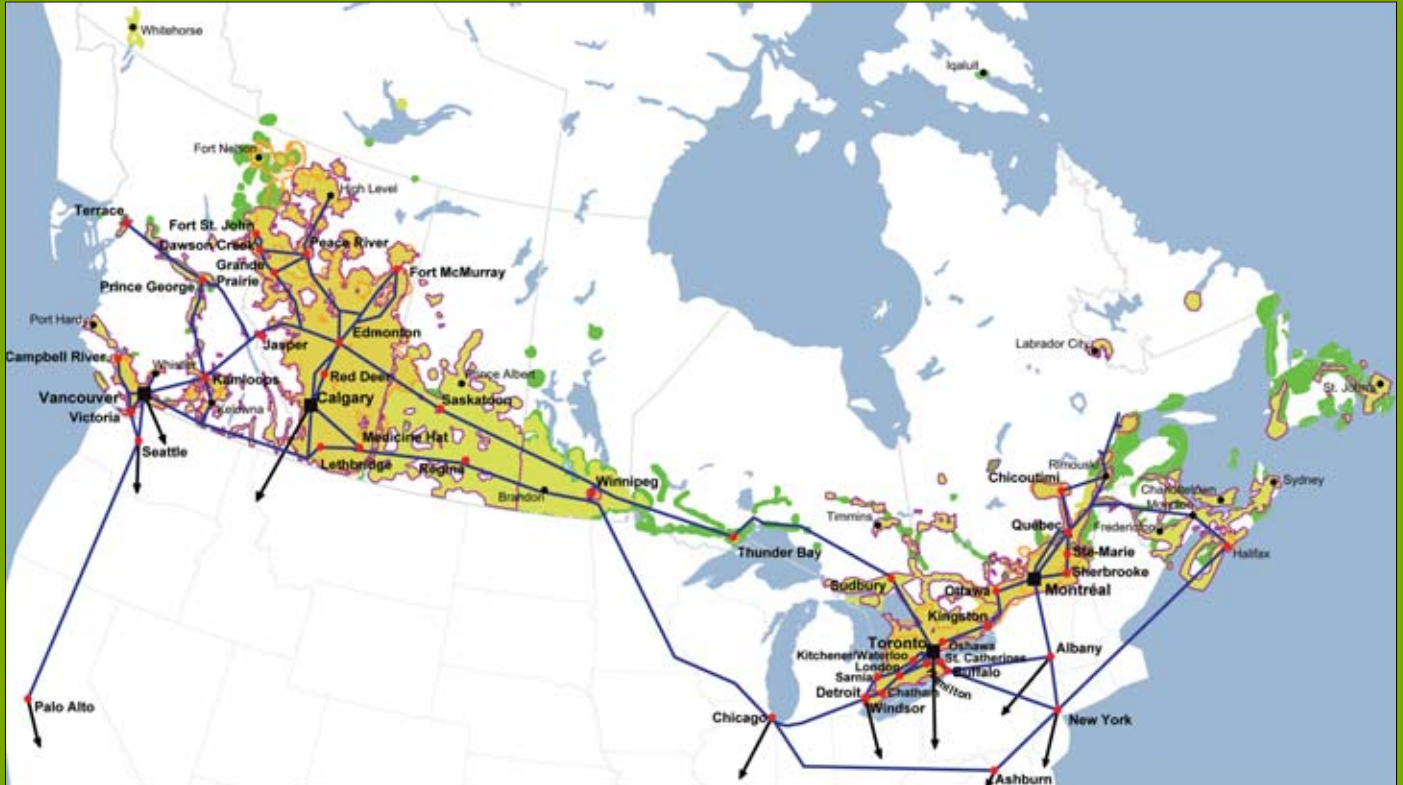 Whitehorse
Iqaluit
Fort Nelson
High Level
Terrace
Fort St. John
Dawson Creek
Peace River
Grande
Prairie
Fort McMurray
Prince George
Port Hardy
Edmonton
Jasper
Labrador City
Campbell River
Whistler
Red Deer
Prince Albert
Kamloops
St. John's
Vancouver
Calgary
Saskatoon
Kelowna
Victoria
Medicine Hat
Seattle
Lethbridge
Regina
Rimouski
Chicoutimi
Winnipeg
Sydney
Brandon
Charlottetown
Moncton
Timmins
Québec
Fredericton
Thunder Bay
Ste-Marie
Halifax
Sherbrooke
Sudbury
Ottawa
Montréal
Kingston
Toronto
Oshawa
Albany
Kitchener/Waterloo
St. Catherines
London
Buffalo
Sarnia
Hamilton
Detroit
Chatham
Palo Alto
Windsor
Chicago
New York
Ashburn